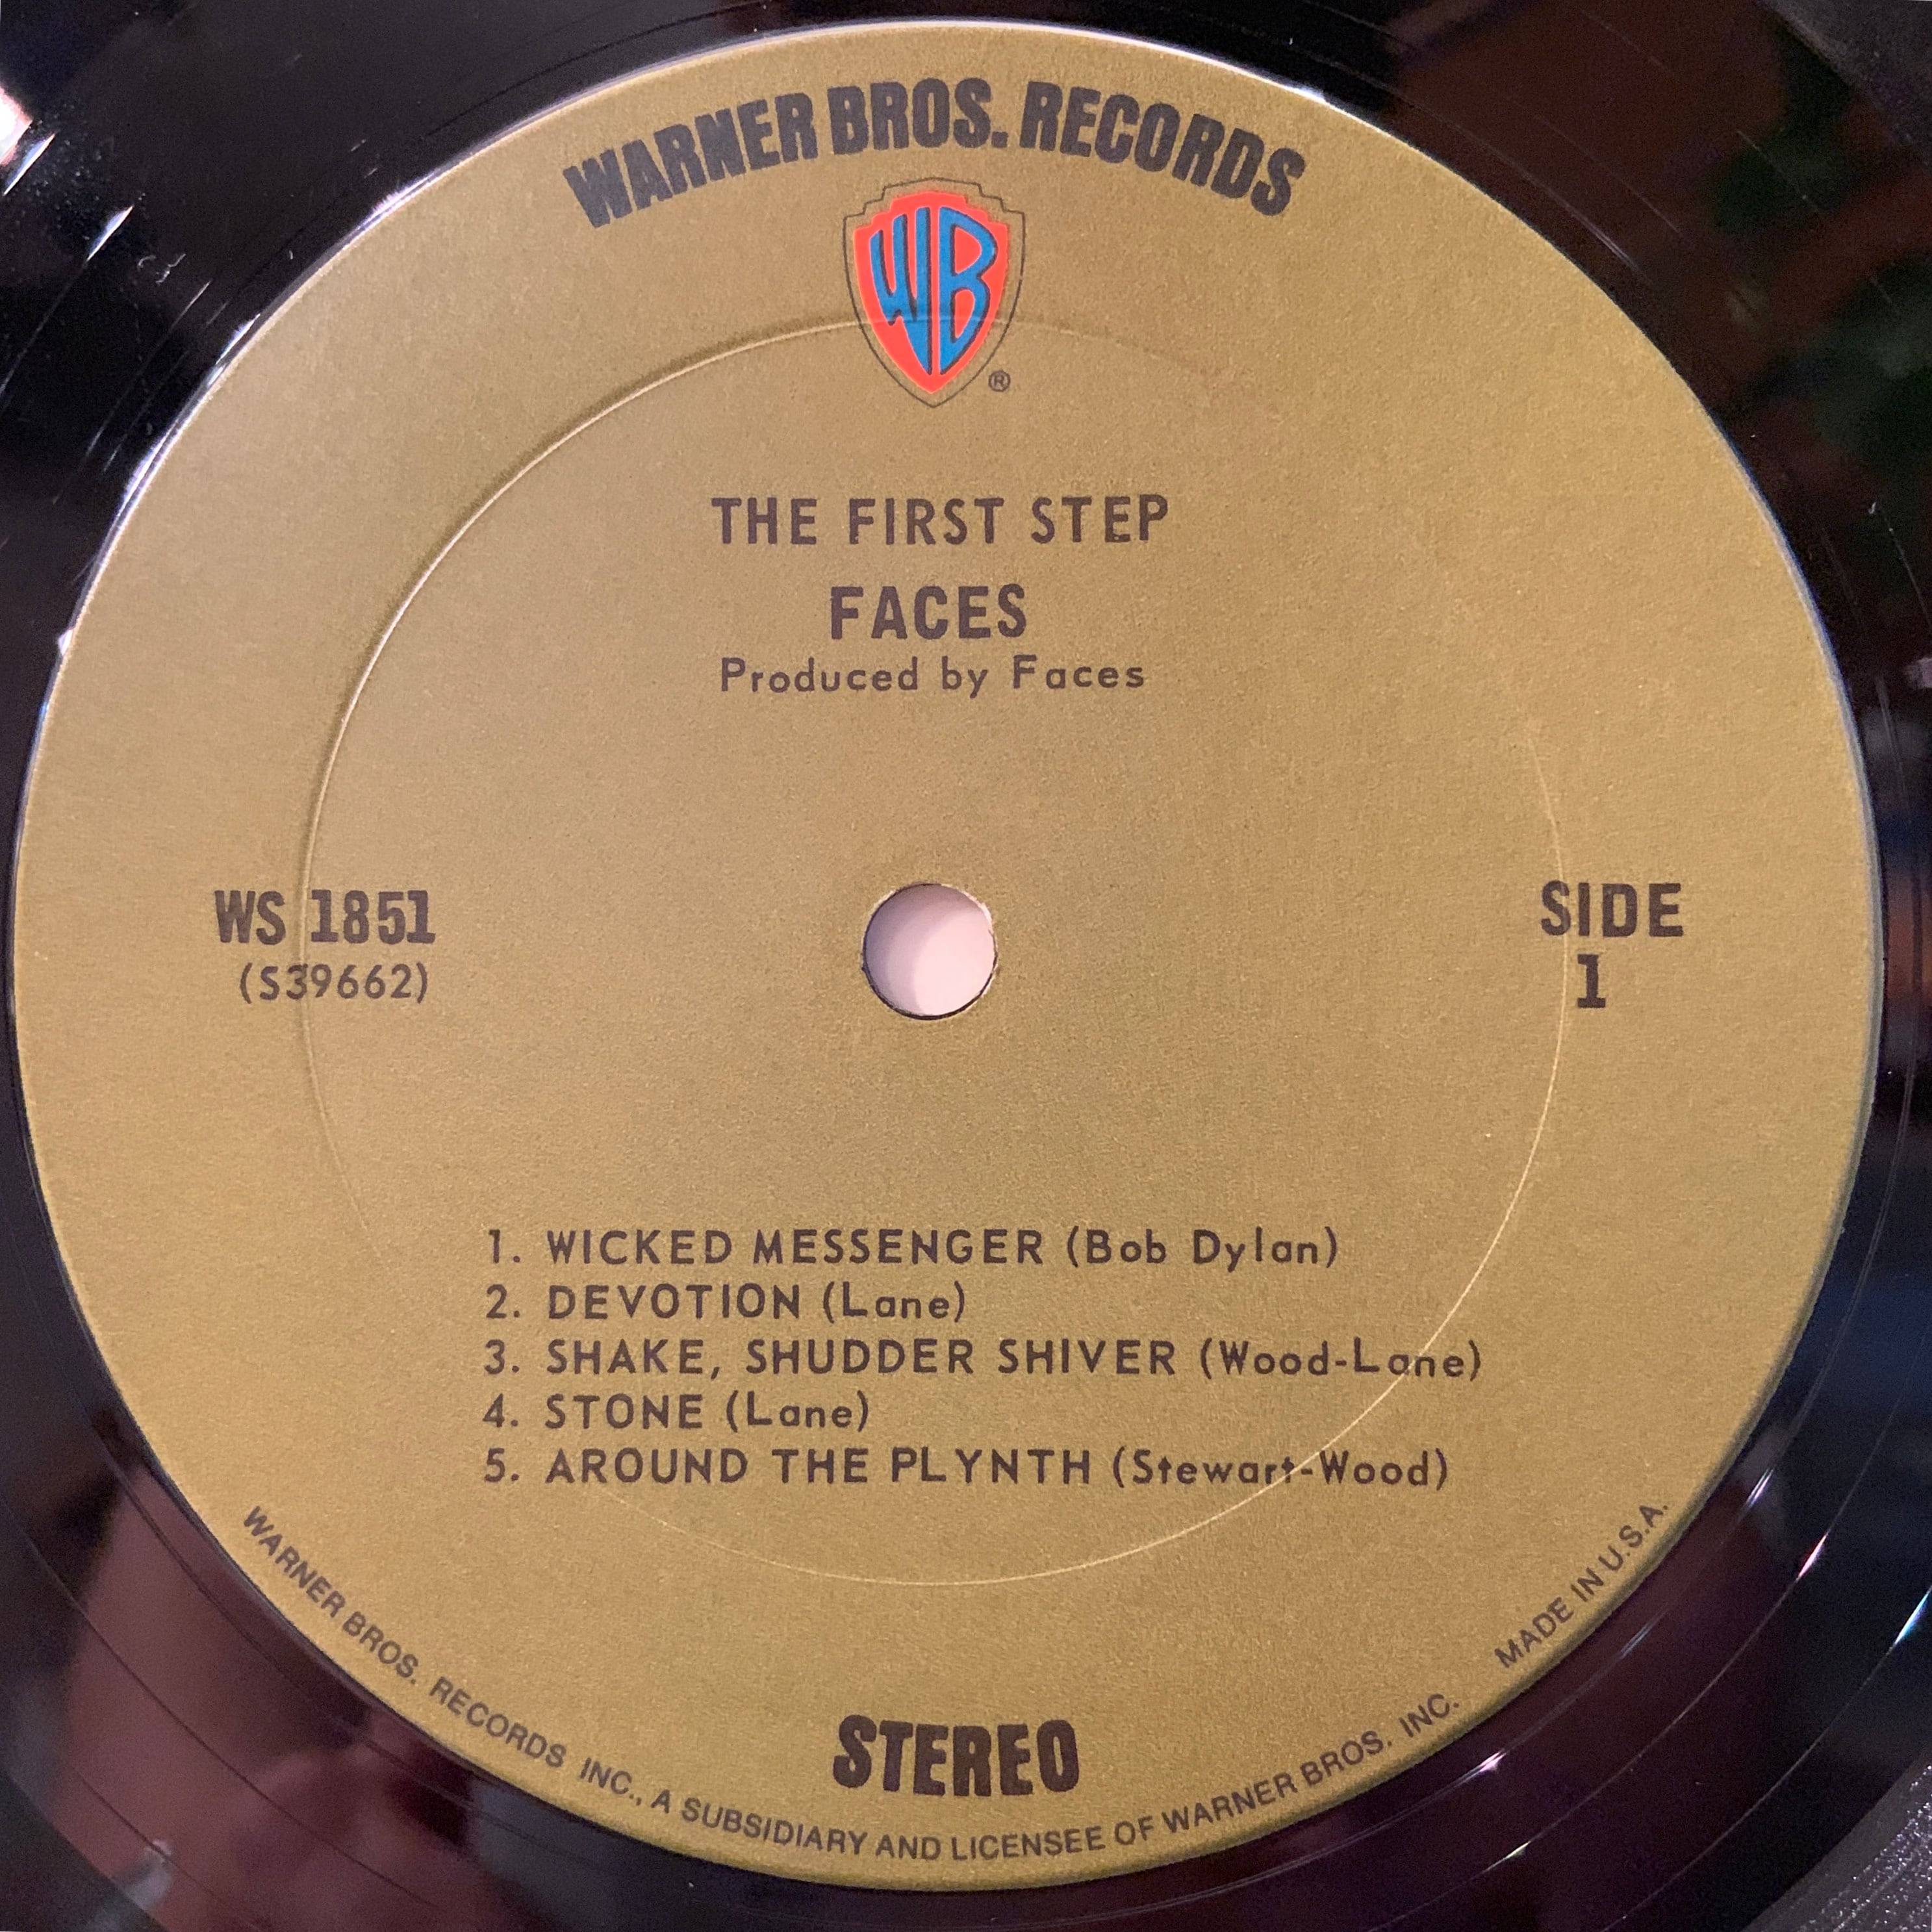 WARNER BROS. RECORDS
WB
®
THE FIRST STEP
FACES
Produced by Faces
WS 1851
(S39662)
SIDE
1
1. WICKED MESSENGER (Bob Dylan)
2. DEVOTION (Lane)
3. SHAKE, SHUDDER SHIVER (Wood-Lane)
4. STONE (Lane)
5. AROUND THE PLYNTH (Stewart-Wood)
STEREO
WARNER BROS. RECORDS INC., A SUBSIDIARY AND LICENSEE OF WARNER BROS. INC. MADE IN U.S.A.